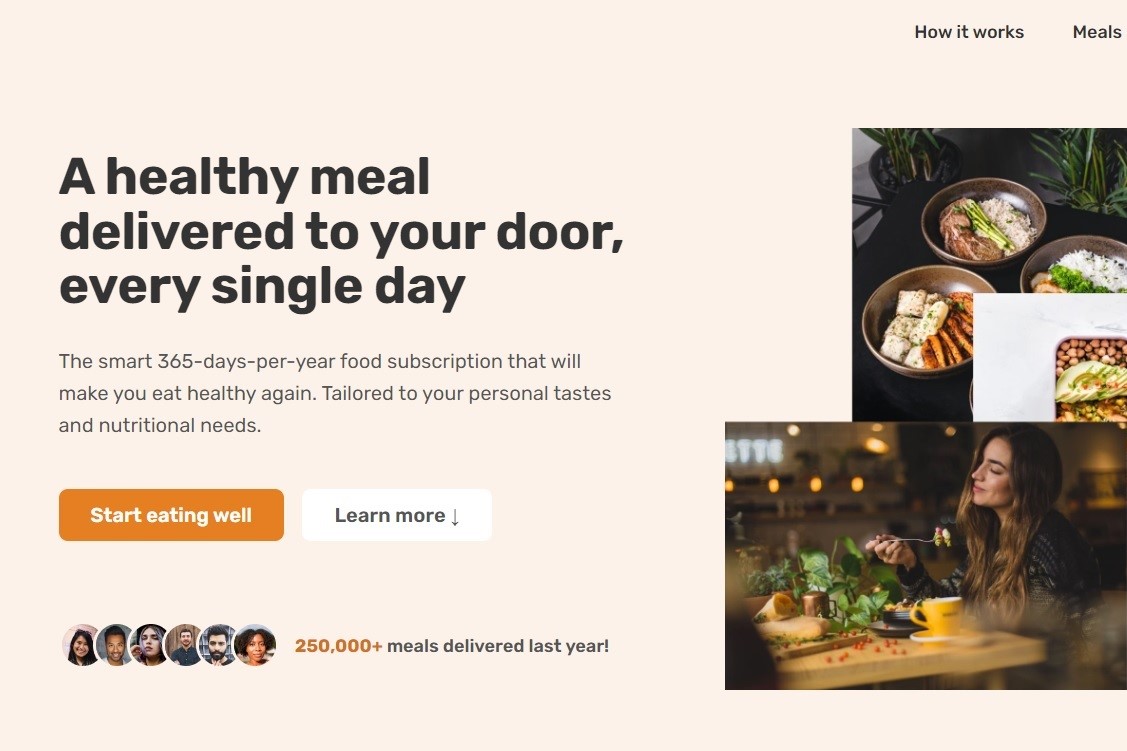 How it works Meals
A healthy meal
delivered to your door,
every single day
The smart 365-days-per-year food subscription that will
make you eat healthy again. Tailored to your personal tastes
and nutritional needs.
Start eating well Learn more ↓
250,000+ meals delivered last year!